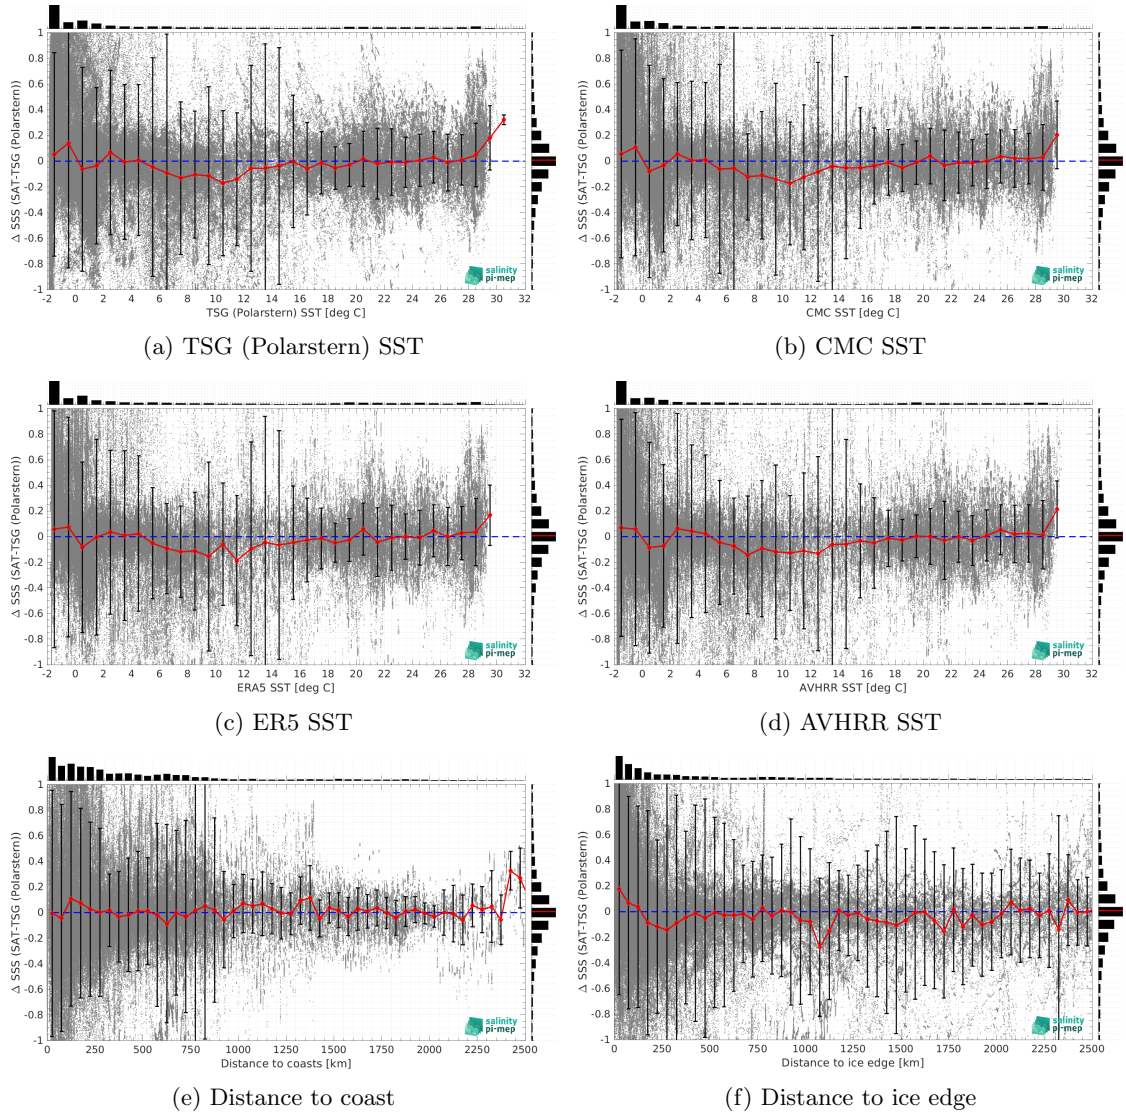 1
0.8
0.6
0.4
0.2
0
-0.2
-0.4
-0.6
-0.8
-1
Δ SSS (SAT-TSG (Polarstern))
salinity
pi-mep
-2 0 2 4 6 8 10 12 14 16 18 20 22 24 26 28 30 32
TSG (Polarstern) SST [deg C]
(a) TSG (Polarstern) SST
1
0.8
0.6
0.4
0.2
0
-0.2
-0.4
-0.6
-0.8
-1
Δ SSS (SAT-TSG (Polarstern))
salinity
pi-mep
-2 0 2 4 6 8 10 12 14 16 18 20 22 24 26 28 30 32
CMC SST [deg C]
(b) CMC SST
1
0.8
0.6
0.4
0.2
0
-0.2
-0.4
-0.6
-0.8
-1
Δ SSS (SAT-TSG (Polarstern))
salinity
pi-mep
-2 0 2 4 6 8 10 12 14 16 18 20 22 24 26 28 30 32
ERA5 SST [deg C]
(c) ER5 SST
1
0.8
0.6
0.4
0.2
0
-0.2
-0.4
-0.6
-0.8
-1
Δ SSS (SAT-TSG (Polarstern))
salinity
pi-mep
-2 0 2 4 6 8 10 12 14 16 18 20 22 24 26 28 30 32
AVHRR SST [deg C]
(d) AVHRR SST
1
0.8
0.6
0.4
0.2
0
-0.2
-0.4
-0.6
-0.8
-1
Δ SSS (SAT-TSG (Polarstern))
salinity
pi-mep
0 250 500 750 1000 1250 1500 1750 2000 2250 2500
Distance to coasts [km]
(e) Distance to coast
1
0.8
0.6
0.4
0.2
0
-0.2
-0.4
-0.6
-0.8
-1
Δ SSS (SAT-TSG (Polarstern))
salinity
pi-mep
0 250 500 750 1000 1250 1500 1750 2000 2250 2500
Distance to ice edge [km]
(f) Distance to ice edge